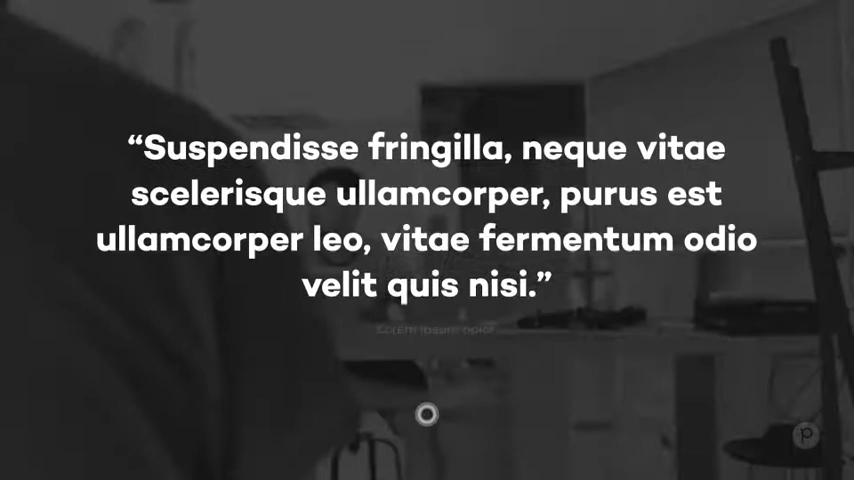 “Suspendisse fringilla, neque vitae
scelerisque ullamcorper, purus est
ullamcorper leo, vitae fermentum odio
velit quis nisi.”